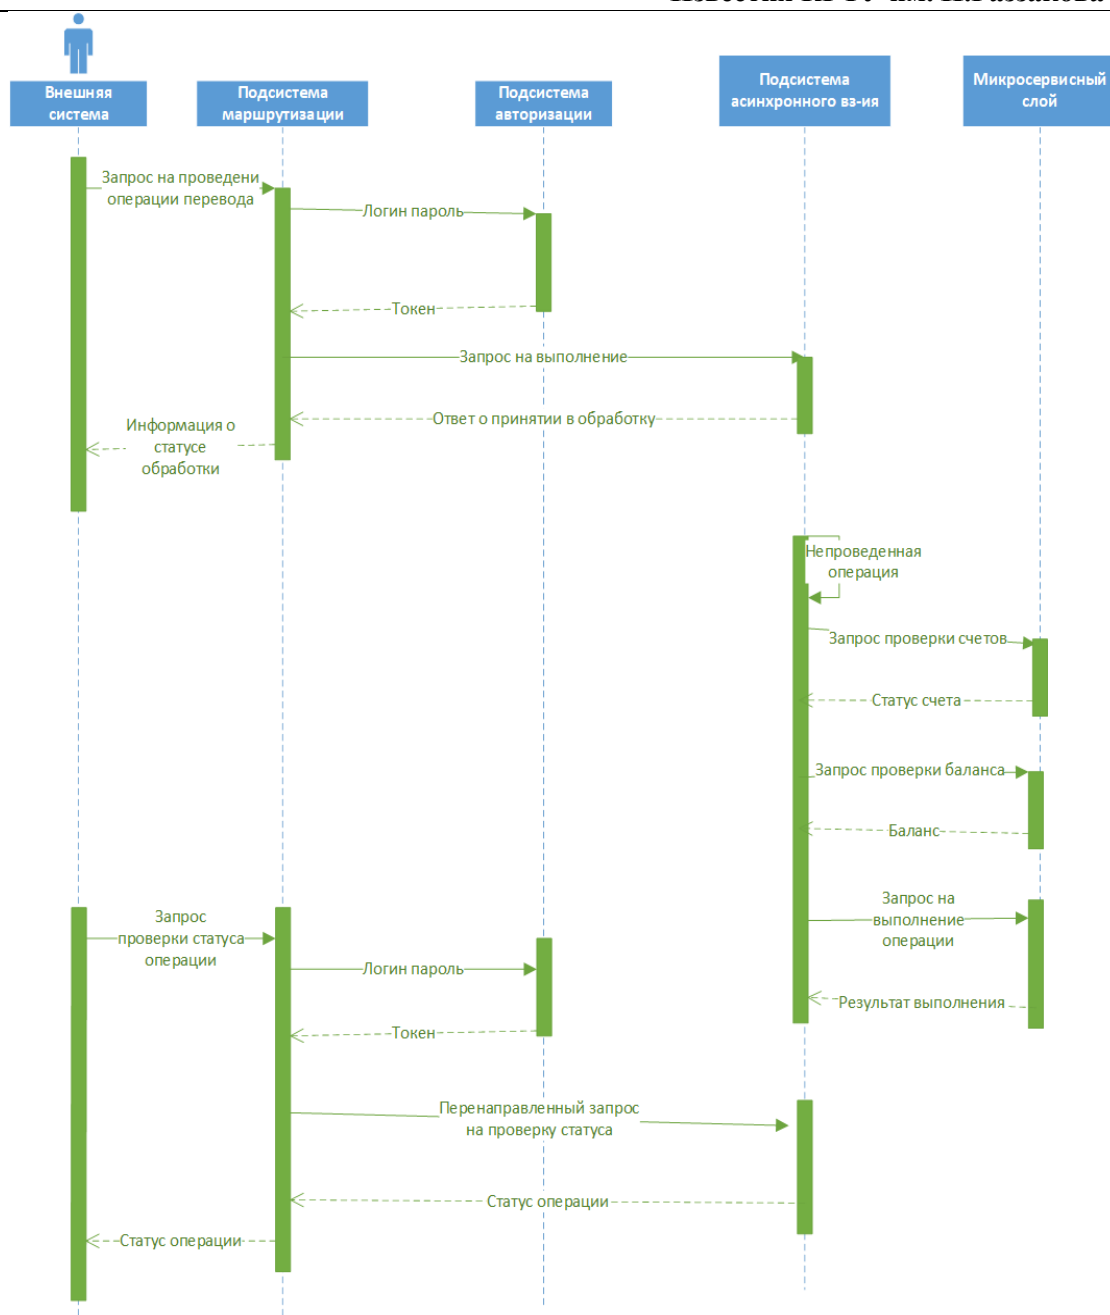 Внешняя
система
Подсистема
маршрутизации
Подсистема
авторизации
Подсистема
асинхронного вз-ия
Микросервисный
слой
Запрос на проведени
операции перевода
Логин пароль
Токен
Запрос на выполнение
Ответ о принятии в обработку
Информация о
статусе
обработки
Непроведенная
операция
Запрос проверки счетов
Статус счета
Запрос проверки баланса
Баланс
Запрос на
выполнение
операции
Результат выполнения
Запрос
проверки статуса
операции
Логин пароль
Токен
Перенаправленный запрос
на проверку статуса
Статус операции
Статус операции